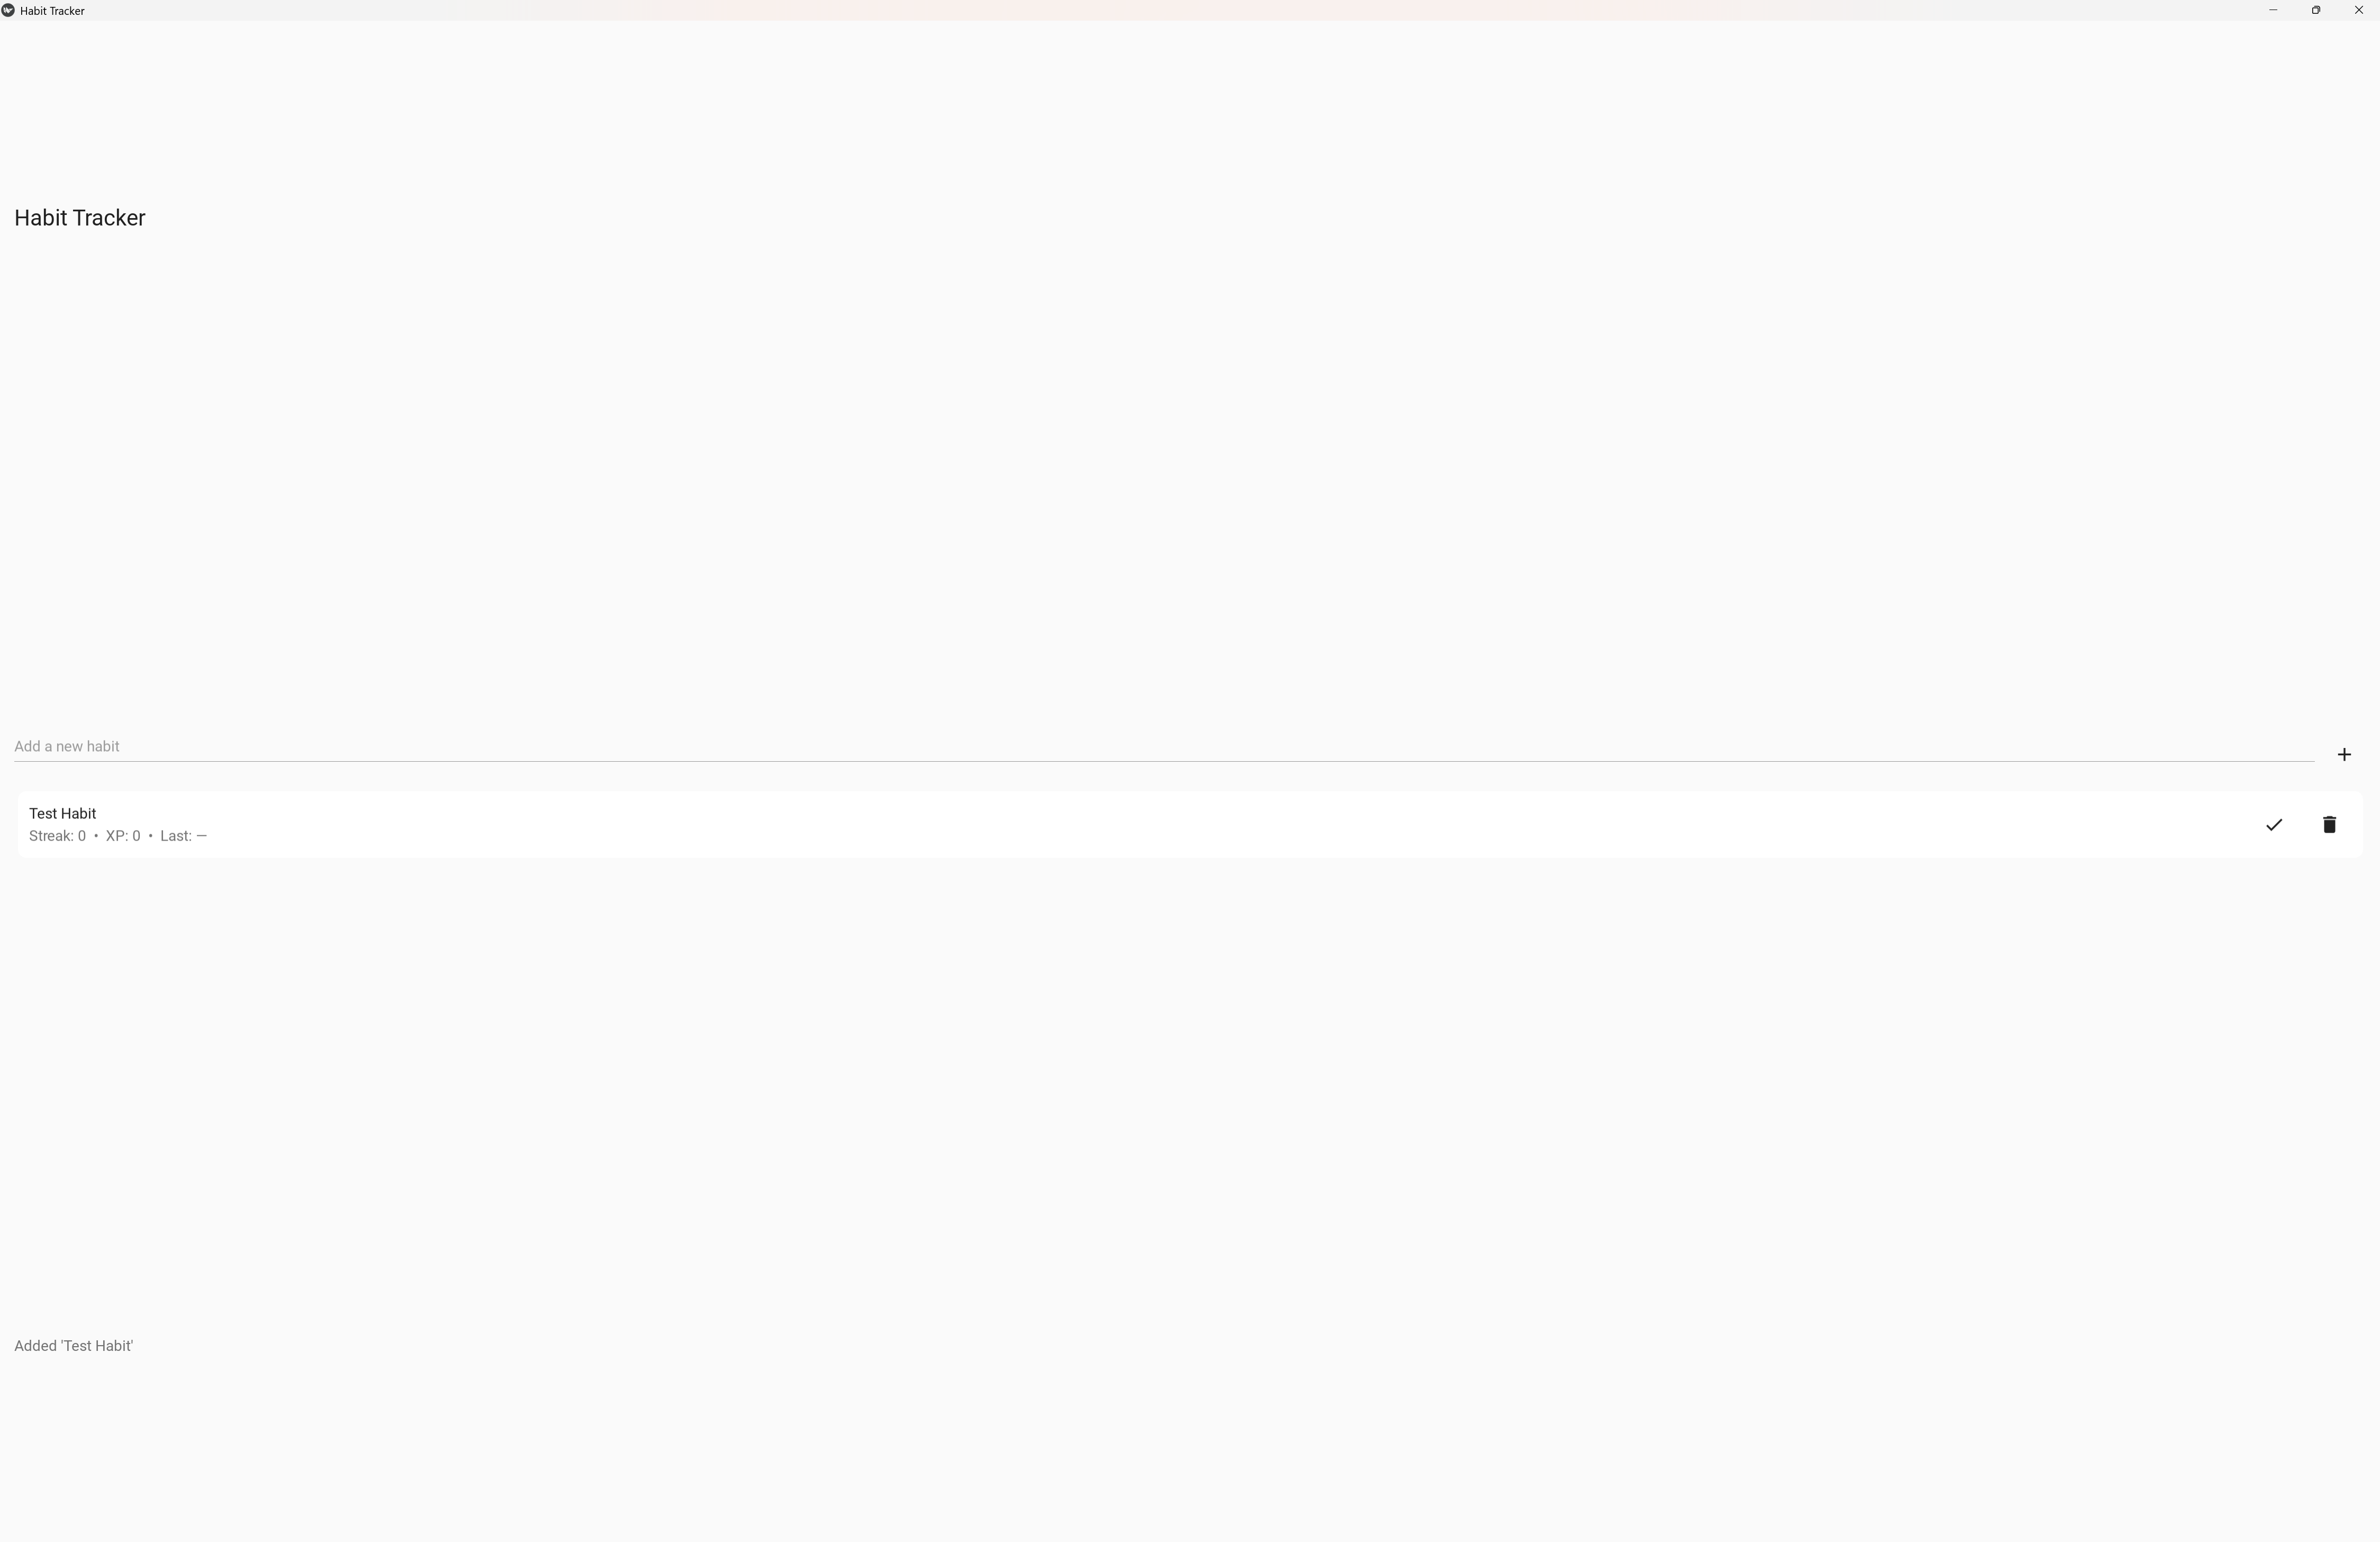 Habit Tracker
Habit Tracker
Add a new habit
Test Habit
Streak: 0 • XP: 0 • Last: —
Added 'Test Habit'